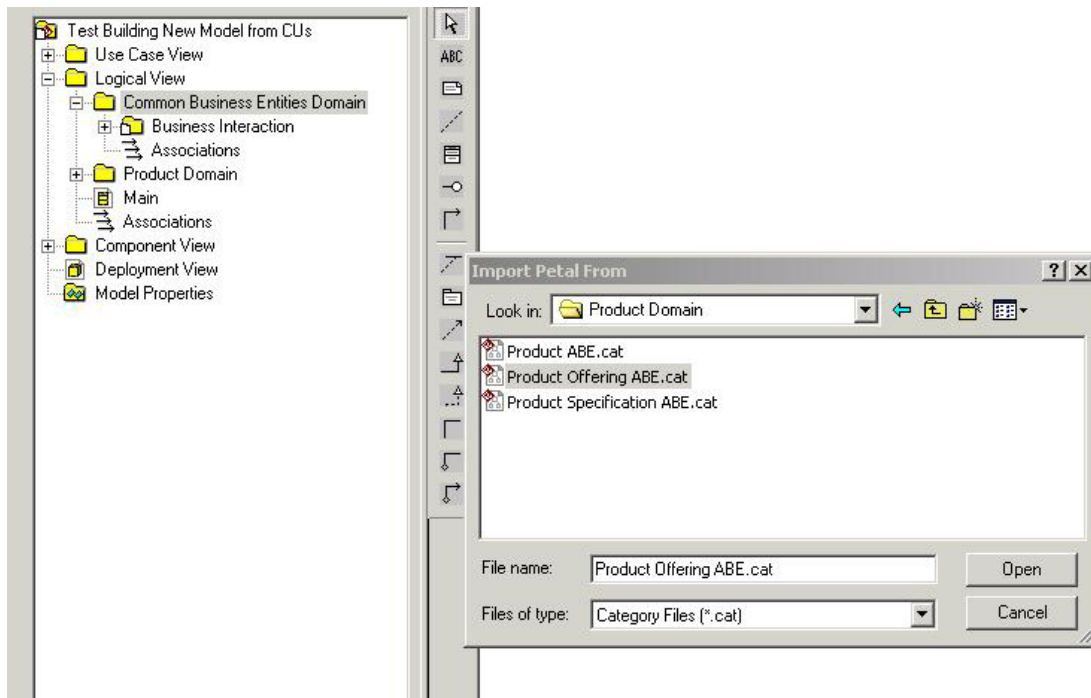 Test Building New Model from CUs
Use Case View
Logical View
Common Business Entities Domain
Business Interaction
Associations
Product Domain
Main
Associations
Component View
Deployment View
Model Properties
ABC
Import Petal From
Look in: Product Domain
Product ABE.cat
Product Offering ABE.cat
Product Specification ABE.cat
File name: Product Offering ABE.cat Open
Files of type: Category Files (*.cat) Cancel